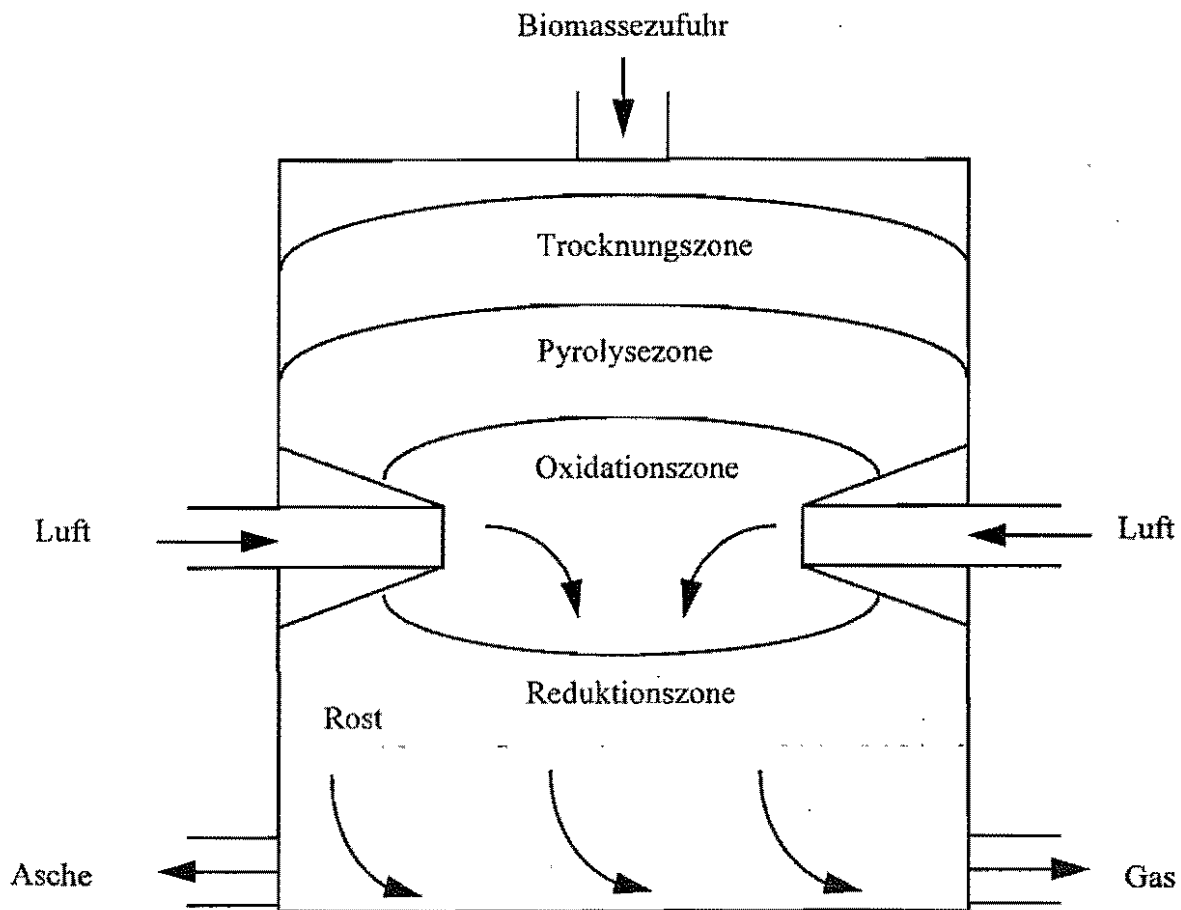 Biomassezufuhr
Trocknungszone
Pyrolysezone
Oxidationszone
Luft
Luft
Reduktionszone
Rost
Asche
Gas